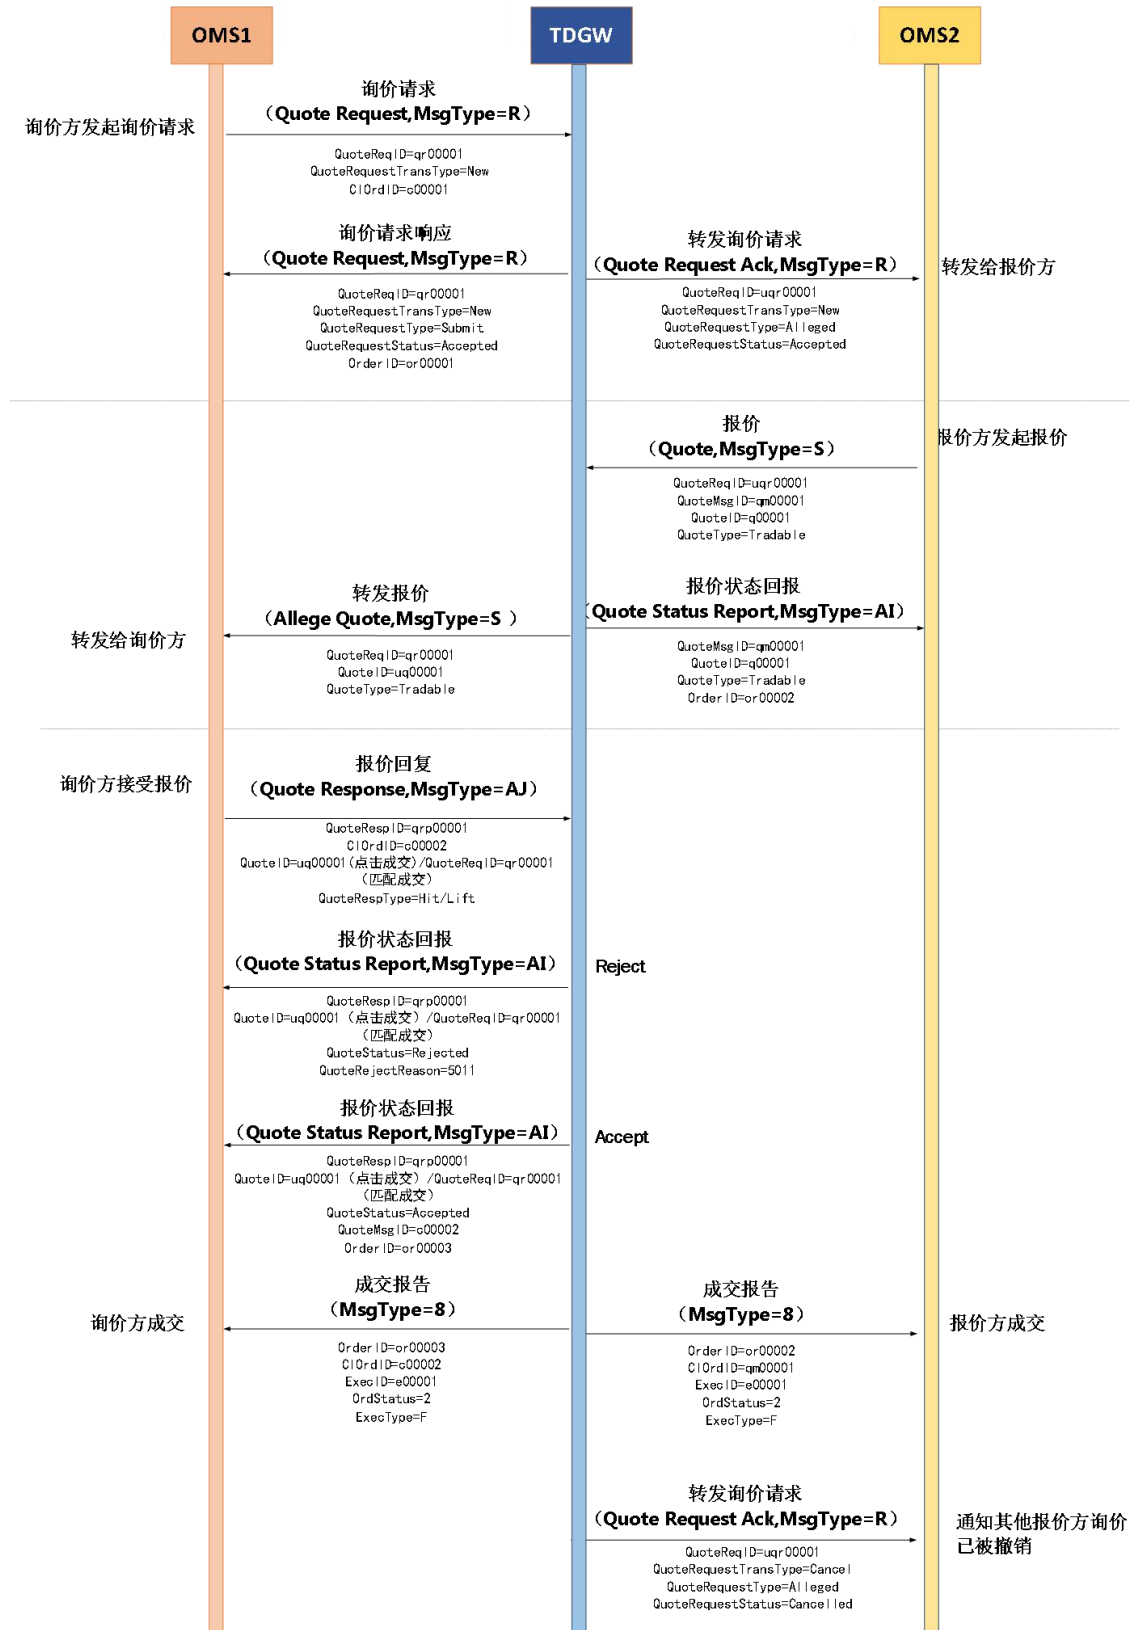 OMS1
TDGW
OMS2
询价请求
（Quote Request,MsgType=R）
询价方发起询价请求
QuoteReqID=qr00001
QuoteRequestTransType=New
ClOrdID=c00001
询价请求响应
（Quote Request,MsgType=R）
QuoteReqID=qr00001
QuoteRequestTransType=New
QuoteRequestType=Submit
QuoteRequestStatus=Accepted
OrderID=or00001
转发询价请求
（Quote Request Ack,MsgType=R）
转发给报价方
QuoteReqID=uqr00001
QuoteRequestTransType=New
QuoteRequestType=Alleged
QuoteRequestStatus=Accepted
报价
（Quote,MsgType=S）
报价方发起报价
QuoteReqID=uqr00001
QuoteMsgID=qm00001
QuoteID=q00001
QuoteType=Tradable
转发报价
（Allege Quote,MsgType=S ）
转发给询价方
QuoteReqID=qr00001
QuoteID=uq00001
QuoteType=Tradable
报价状态回报
（Quote Status Report,MsgType=AI）
QuoteMsgID=qm00001
QuoteID=q00001
QuoteType=Tradable
OrderID=or00002
报价回复
（Quote Response,MsgType=AJ）
询价方接受报价
QuoteRespID=qrp00001
ClOrdID=c00002
QuoteID=uq00001(点击成交)/QuoteReqID=qr00001
（匹配成交）
QuoteRespType=Hit/Lift
报价状态回报
（Quote Status Report,MsgType=AI）
Reject
QuoteRespID=qrp00001
QuoteID=uq00001（点击成交）/QuoteReqID=qr00001
（匹配成交）
QuoteStatus=Rejected
QuoteRejectReason=5011
报价状态回报
（Quote Status Report,MsgType=AI）
Accept
QuoteRespID=qrp00001
QuoteID=uq00001（点击成交）/QuoteReqID=qr00001
（匹配成交）
QuoteStatus=Accepted
QuoteMsgID=c00002
OrderID=or00003
成交报告
（MsgType=8）
询价方成交
OrderID=or00003
ClOrdID=c00002
ExecID=e00001
OrdStatus=2
ExecType=F
成交报告
（MsgType=8）
报价方成交
OrderID=or00002
ClOrdID=qm00001
ExecID=e00001
OrdStatus=2
ExecType=F
转发询价请求
（Quote Request Ack,MsgType=R）
通知其他报价方询价
已被撤销
QuoteReqID=uqr00001
QuoteRequestTransType=Cancel
QuoteRequestType=Alleged
QuoteRequestStatus=Cancelled